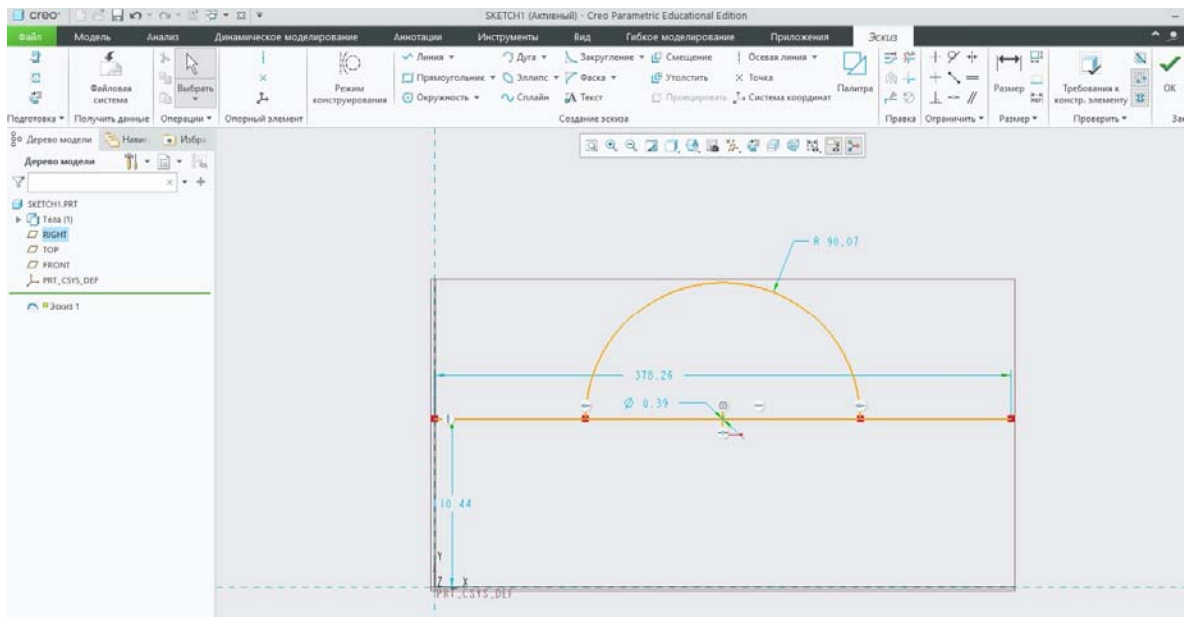 creo
SKETCH1 (Активный) - Creo Parametric Educational Edition
Файл Модель Анализ Динамическое моделирование Аннотации Инструменты Вид Гибкое моделирование Приложения Эскиз
Линия Дуга Закругление Смещение Осевая линия
Файловая система Выбрать Режим конструирования Прямоугольник Эллипс Фаска Утолстить Точка Палитра Размер Требования к констр. элементу OK
Окружность Сплайн Текст Проецировать Система координат
Подготовка Получить данные Операции Опорный элемент Создание эскиза Правка Ограничить Размер Проверить
Дерево модели
Дерево модели
SKETCH1.PRT
Тела (1)
RIGHT
TOP
FRONT
PRT_CSYS_DEF
Эскиз 1
R 90.07
378.26
Ø 0.39
10.44
Y
Z X
PRT_CSYS_DEF